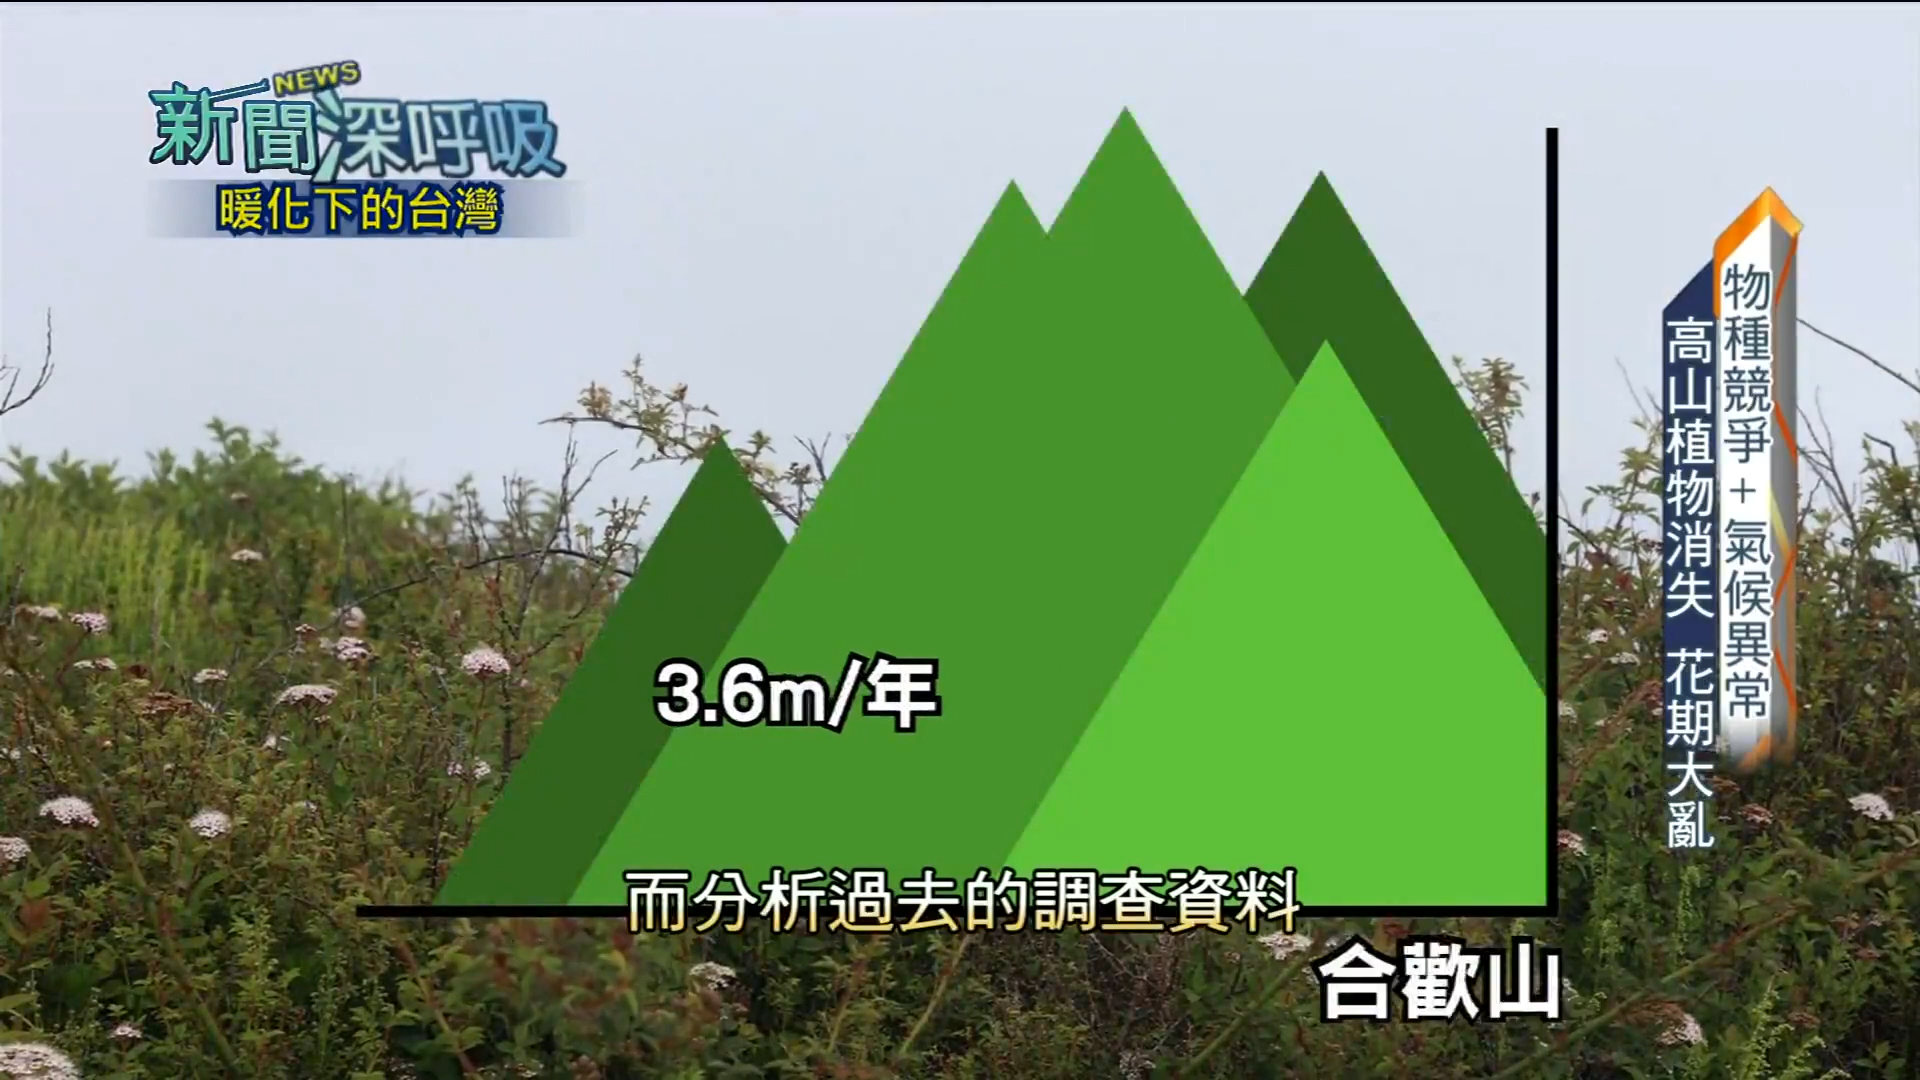 NEWS
新聞深呼吸
暖化下的台灣
物種競爭+氣候異常
高山植物消失 花期大亂
3.6m/年
而分析過去的調查資料
合歡山